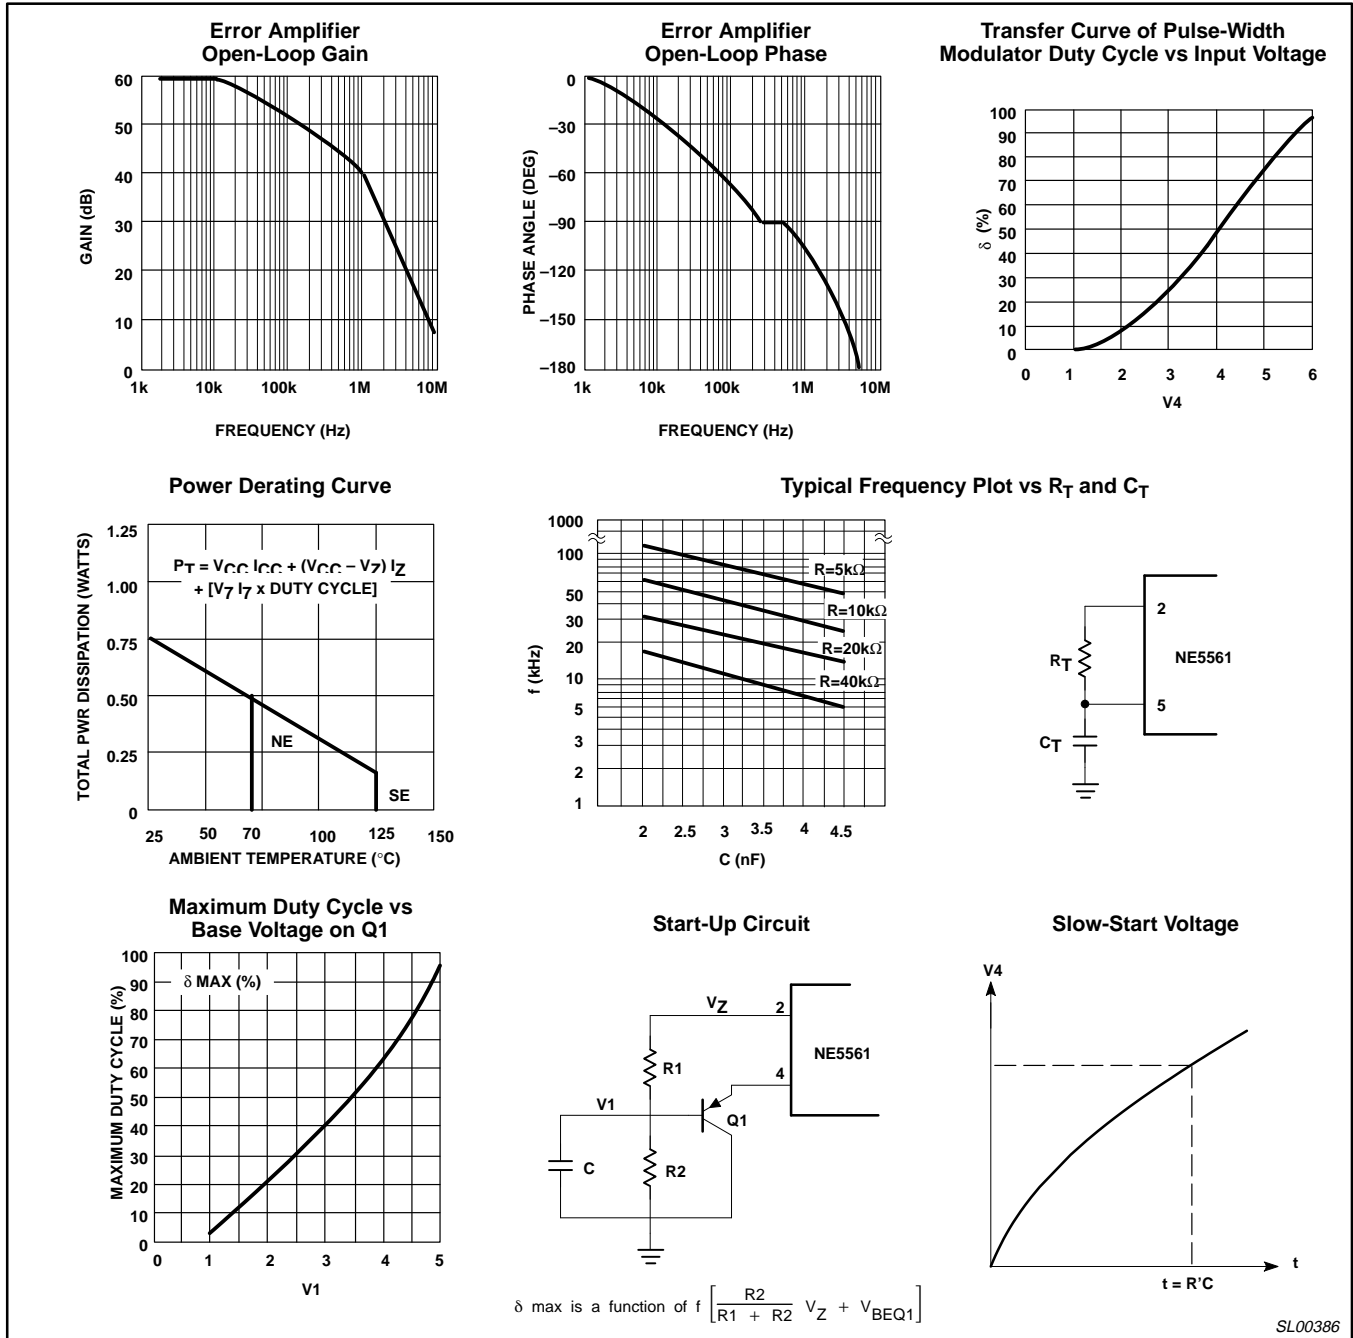 Error Amplifier
Open-Loop Gain
60
50
40
30
20
10
0
GAIN (dB)
1k 10k 100k 1M 10M
FREQUENCY (Hz)
Error Amplifier
Open-Loop Phase
0
–30
–60
–90
–120
–150
–180
PHASE ANGLE (DEG)
1k 10k 100k 1M 10M
FREQUENCY (Hz)
Transfer Curve of Pulse-Width
Modulator Duty Cycle vs Input Voltage
100
90
80
70
60
50
40
30
20
10
0
δ (%)
0 1 2 3 4 5 6
V4
Power Derating Curve
1.25
1.00
0.75
0.50
0.25
0
TOTAL PWR DISSIPATION (WATTS)
PT = VCC ICC + (VCC – VZ) IZ
+ [V7 I7 x DUTY CYCLE]
NE
SE
25 50 70 100 125 150
AMBIENT TEMPERATURE (°C)
Typical Frequency Plot vs RT and CT
1000
100
50
30
20
10
5
3
2
1
f (kHz)
R=5kΩ
R=10kΩ
R=20kΩ
R=40kΩ
2 2.5 3 3.5 4 4.5
C (nF)
2
RT
NE5561
5
CT
Maximum Duty Cycle vs
Base Voltage on Q1
100
90
80
70
60
50
40
30
20
10
0
MAXIMUM DUTY CYCLE (%)
δ MAX (%)
0 1 2 3 4 5
V1
Start-Up Circuit
VZ 2
R1
NE5561
4
V1
Q1
C
R2
δ max is a function of f [R2 / (R1 + R2) VZ + VBEQ1]
Slow-Start Voltage
V4
t
t = R'C
SL00386